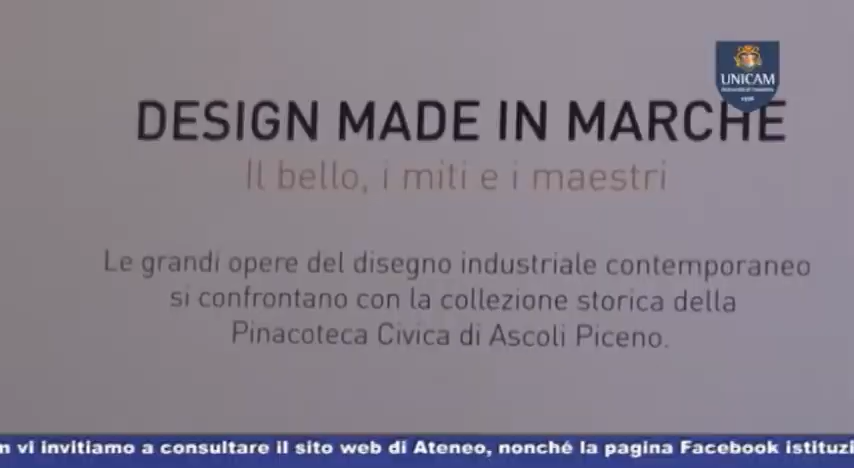 UNICAM
DESIGN MADE IN MARCHE
Il bello, i miti e i maestri
Le grandi opere del disegno industriale contemporaneo
si confrontano con la collezione storica della
Pinacoteca Civica di Ascoli Piceno.
vi invitiamo a consultare il sito web di Ateneo, nonché la pagina Facebook